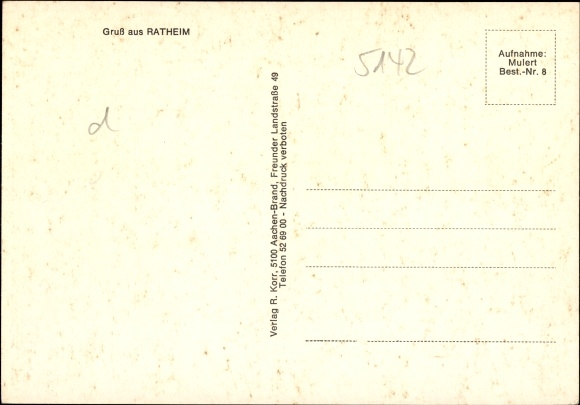 Gruß aus RATHEIM
d
Verlag R. Korr, 5100 Aachen-Brand, Freunder Landstraße 49
Telefon 52 69 00 - Nachdruck verboten
5142
Aufnahme:
Mulert
Best.-Nr. 8